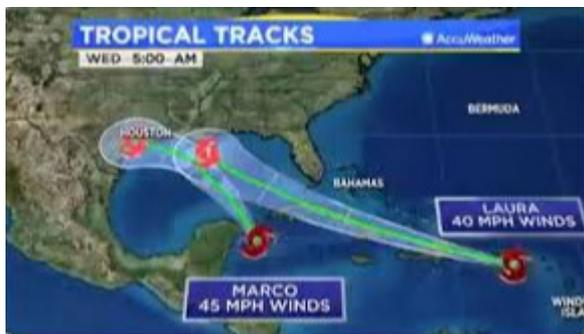 TROPICAL TRACKS
AccuWeather
WED 5:00 AM
BERMUDA
HOUSTON
BAHAMAS
LAURA
40 MPH WINDS
MARCO
45 MPH WINDS